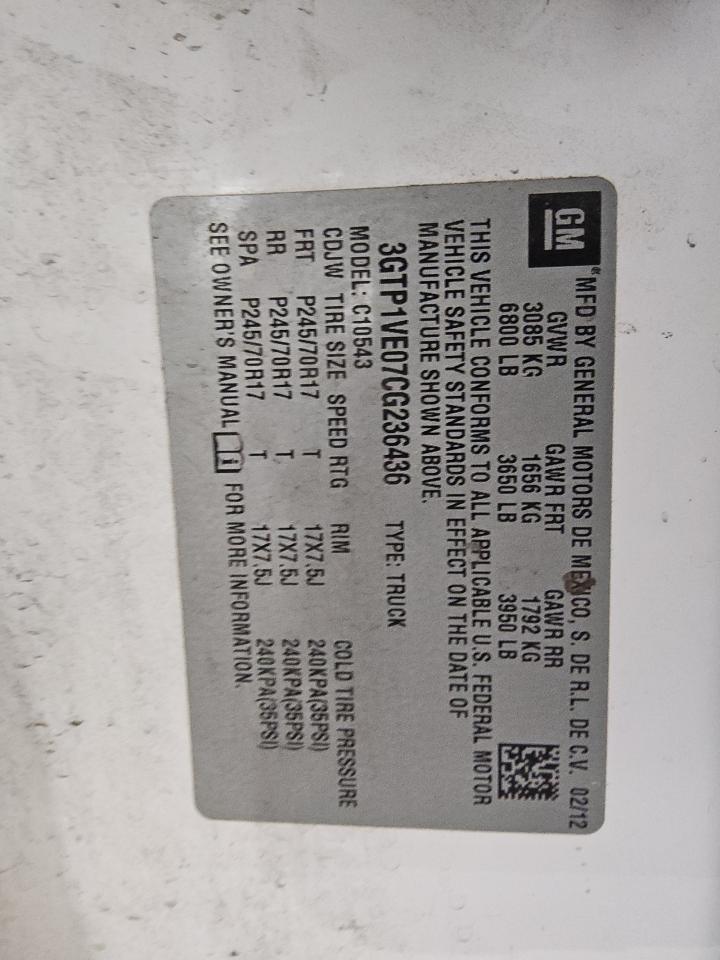 GM® MFD BY GENERAL MOTORS DE MEXICO, S. DE R.L. DE C.V. 02/12
GVWR GAWR FRT GAWR RR
3085 KG 1656 KG 1792 KG
6800 LB 3650 LB 3950 LB
THIS VEHICLE CONFORMS TO ALL APPLICABLE U.S. FEDERAL MOTOR
VEHICLE SAFETY STANDARDS IN EFFECT ON THE DATE OF
MANUFACTURE SHOWN ABOVE.
3GTP1VE07CG236436 TYPE: TRUCK
MODEL: C10543
CDJW TIRE SIZE SPEED RTG RIM COLD TIRE PRESSURE
FRT P245/70R17 T 17X7.5J 240KPA(35PSI)
RR P245/70R17 T 17X7.5J 240KPA(35PSI)
SPA P245/70R17 T 17X7.5J 240KPA(35PSI)
SEE OWNER'S MANUAL FOR MORE INFORMATION.